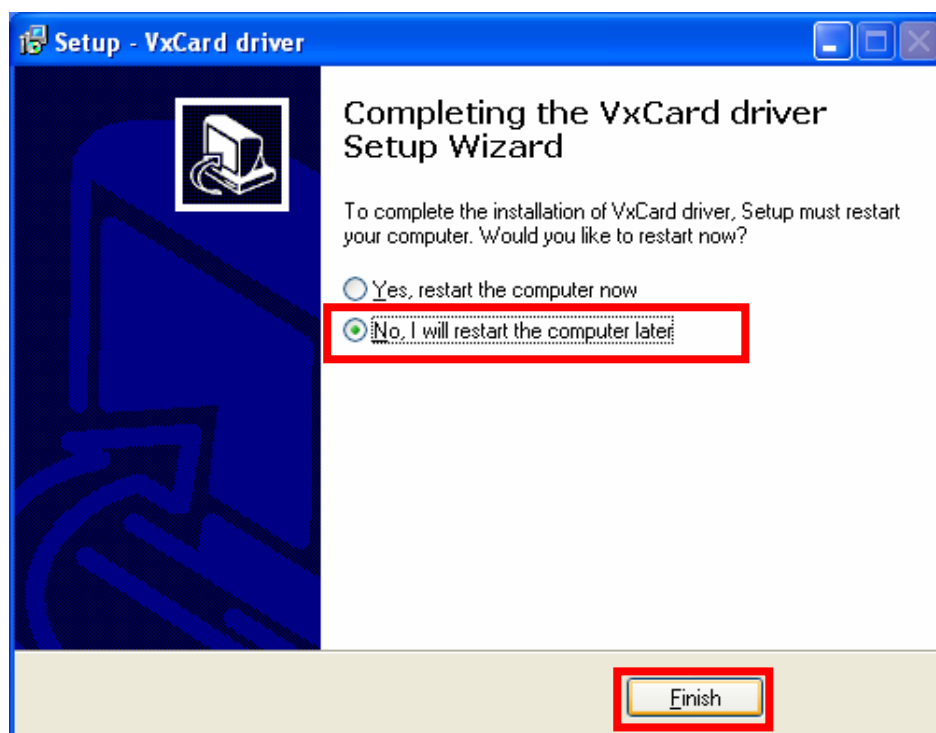 Setup - VxCard driver
Completing the VxCard driver
Setup Wizard
To complete the installation of VxCard driver, Setup must restart
your computer. Would you like to restart now?
Yes, restart the computer now
No, I will restart the computer later
Finish